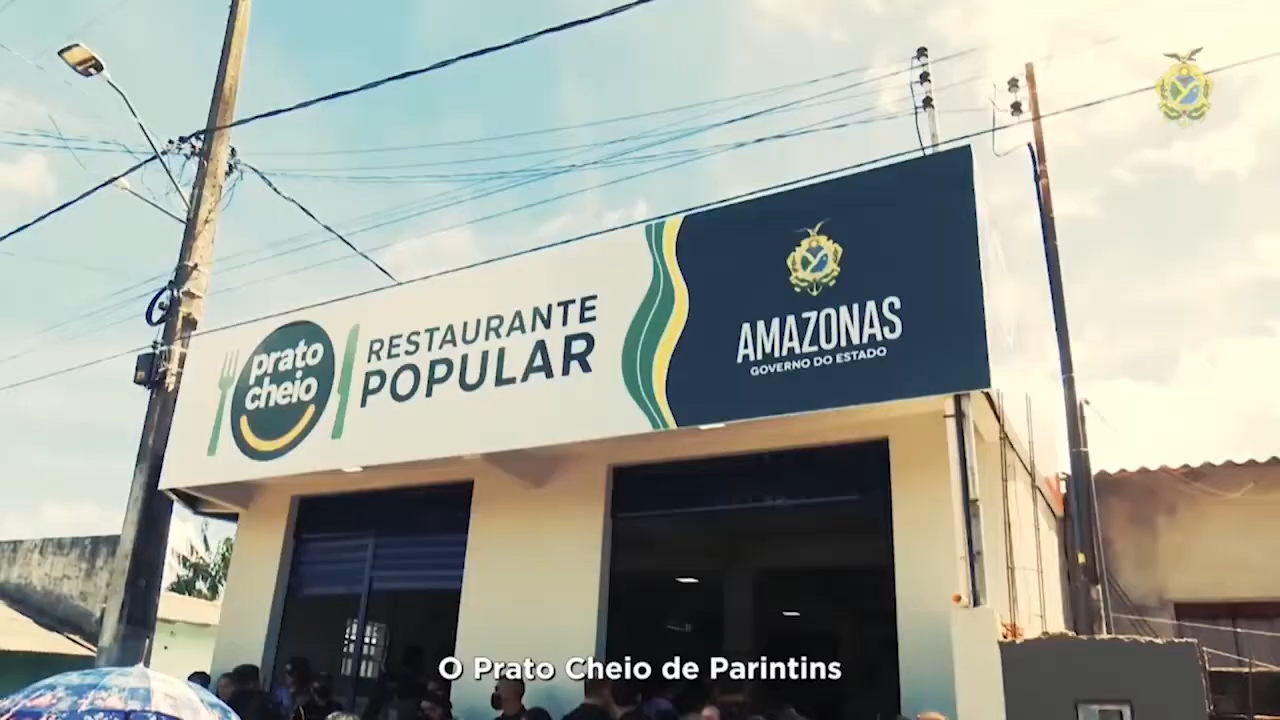 prato
cheio
RESTAURANTE
POPULAR
AMAZONAS
GOVERNO DO ESTADO
O Prato Cheio de Parintins